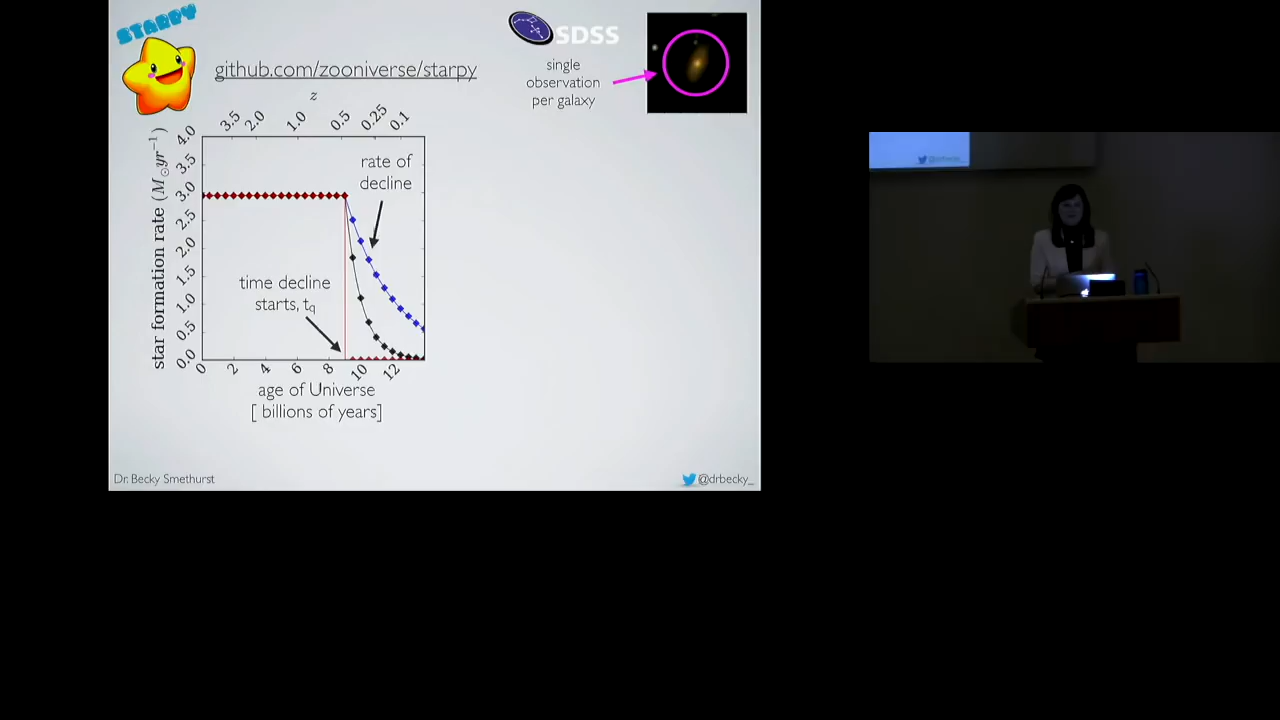 STARPY
github.com/zooniverse/starpy
SDSS
single
observation
per galaxy
z
3.5 2.0 1.0 0.5 0.25 0.1
star formation rate (M⊙yr⁻¹)
4.0
3.5
3.0
2.5
2.0
1.5
1.0
0.5
0.0
rate of
decline
time decline
starts, tq
0 2 4 6 8 10 12
age of Universe
[ billions of years]
Dr. Becky Smethurst
@drbecky_
@drbecky_